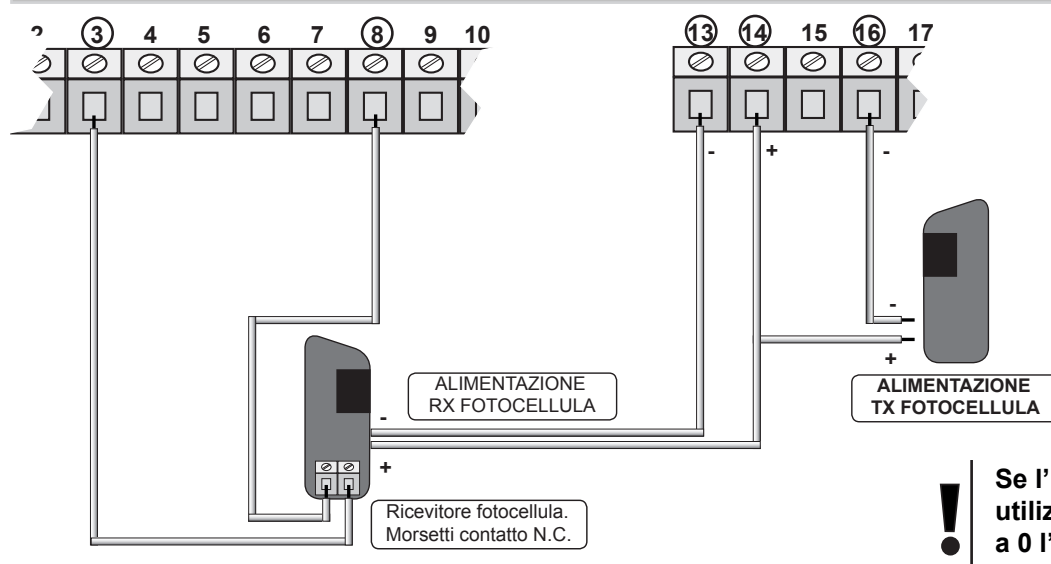 3 4 5 6 7 8 9 10 13 14 15 16 17
- + -
-
+
ALIMENTAZIONE
RX FOTOCELLULA
-
+
ALIMENTAZIONE
TX FOTOCELLULA
Ricevitore fotocellula.
Morsetti contatto N.C.
Se l'
a 0 l'